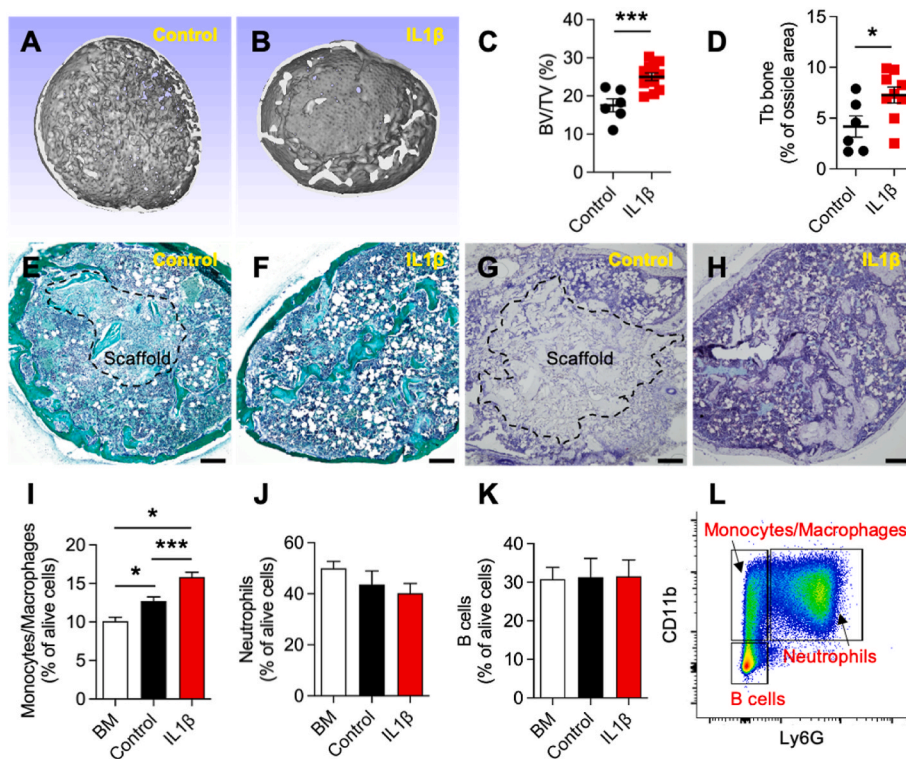 A
Control
B
IL1β
C
***
BV/TV (%)
40
30
20
10
0
Control
IL1β
D
*
Tb bone
(% of ossicle area)
15
10
5
0
Control
IL1β
E
Control
Scaffold
F
IL1β
G
Control
Scaffold
H
IL1β
I
*
***
*
Monocytes/Macrophages
(% of alive cells)
20
15
10
5
0
BM
Control
IL1β
J
Neutrophils
(% of alive cells)
60
40
20
0
BM
Control
IL1β
K
B cells
(% of alive cells)
40
30
20
10
0
BM
Control
IL1β
L
Monocytes/Macrophages
CD11b
Neutrophils
B cells
Ly6G